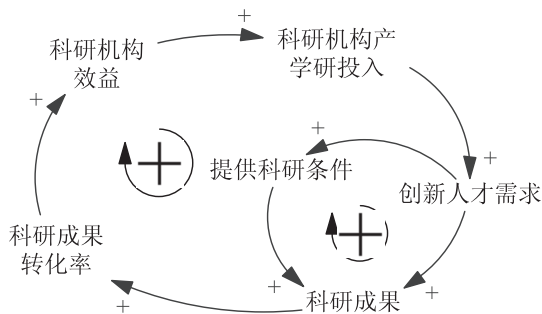 科研机构
效益
科研机构产
学研投入
提供科研条件
创新人才需求
科研成果
转化率
科研成果
+
+
+
+
+
+
+
+
+